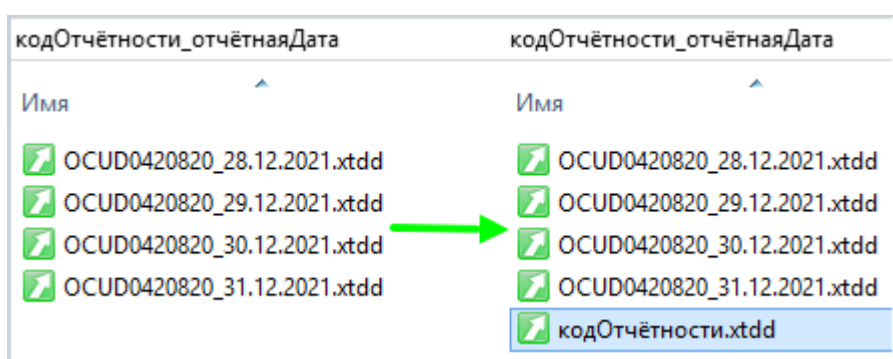 кодОтчётности_отчётнаяДата
Имя
OCUD0420820_28.12.2021.xtdd
OCUD0420820_29.12.2021.xtdd
OCUD0420820_30.12.2021.xtdd
OCUD0420820_31.12.2021.xtdd
кодОтчётности_отчётнаяДата
Имя
OCUD0420820_28.12.2021.xtdd
OCUD0420820_29.12.2021.xtdd
OCUD0420820_30.12.2021.xtdd
OCUD0420820_31.12.2021.xtdd
кодОтчётности.xtdd